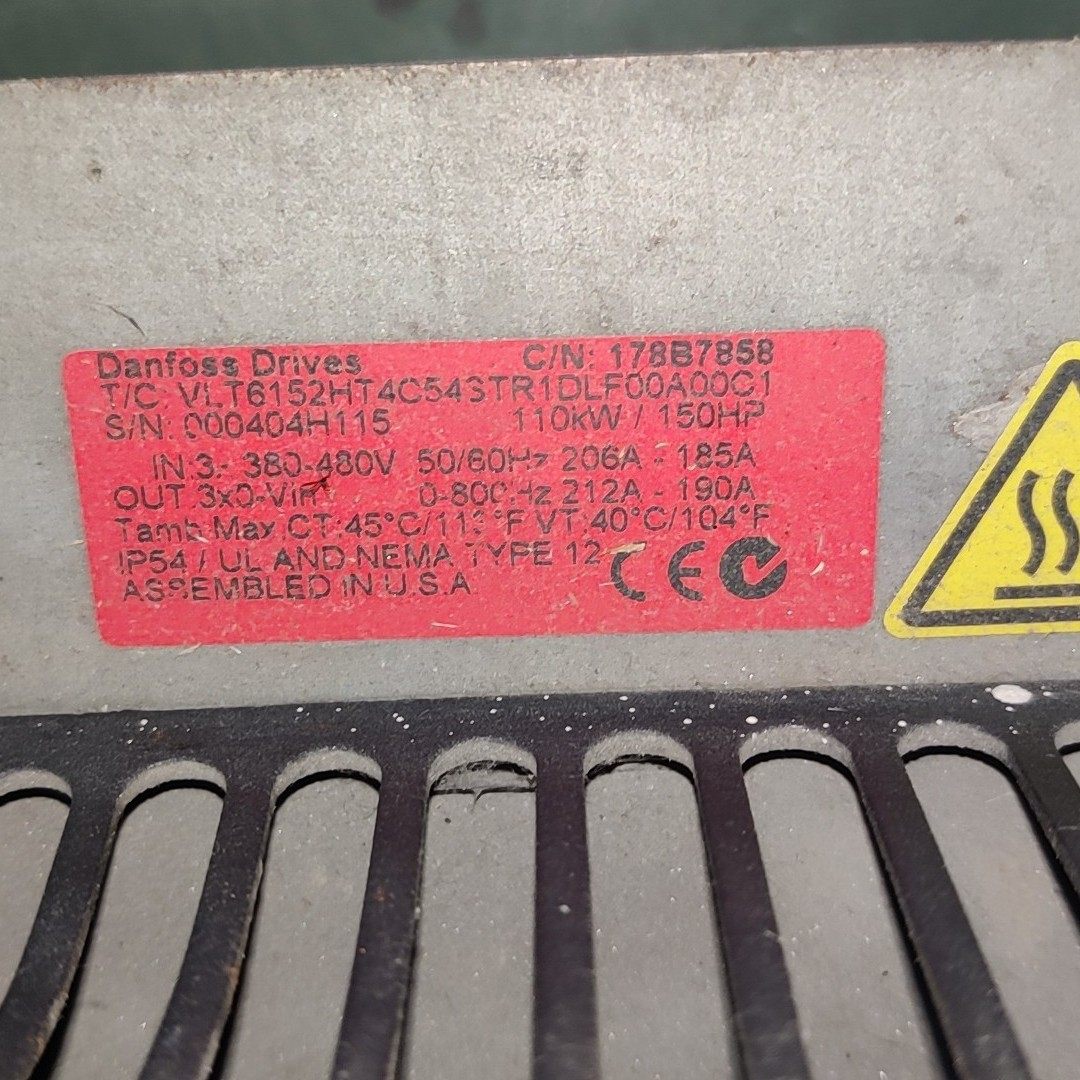 Danfoss Drives C/N: 178B7858
T/C VLT6152HT4C54STR1DLF00A00C1
S/N: 000404H115 110kW / 150HP
IN:3~ 380-480V 50/60Hz 206A - 185A
OUT 3x0-Vin 0-800Hz 212A - 190A
Tamb Max CT:45°C/113°F VT:40°C/104°F
IP54 / UL AND NEMA TYPE 12
ASSEMBLED IN U.S.A
CE